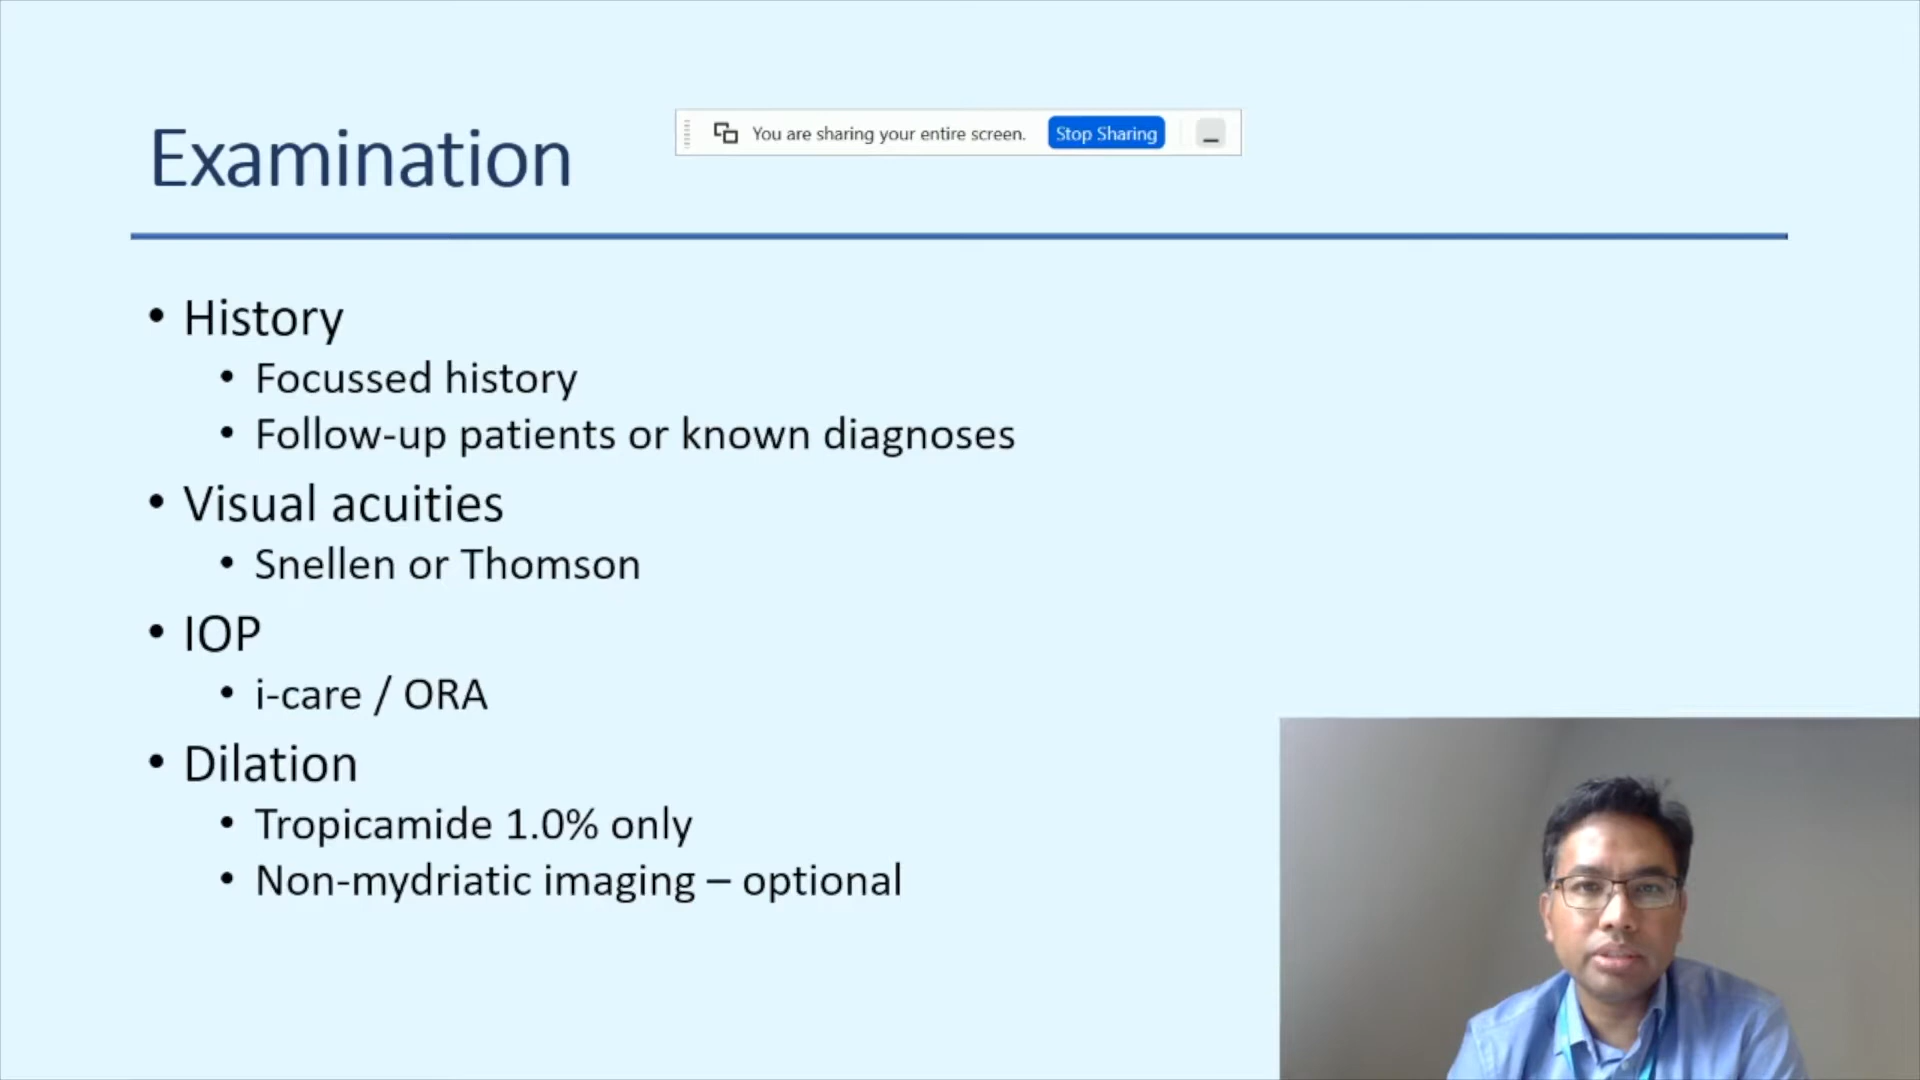 You are sharing your entire screen. Stop Sharing
Examination
• History
• Focussed history
• Follow-up patients or known diagnoses
• Visual acuities
• Snellen or Thomson
• IOP
• i-care / ORA
• Dilation
• Tropicamide 1.0% only
• Non-mydriatic imaging – optional